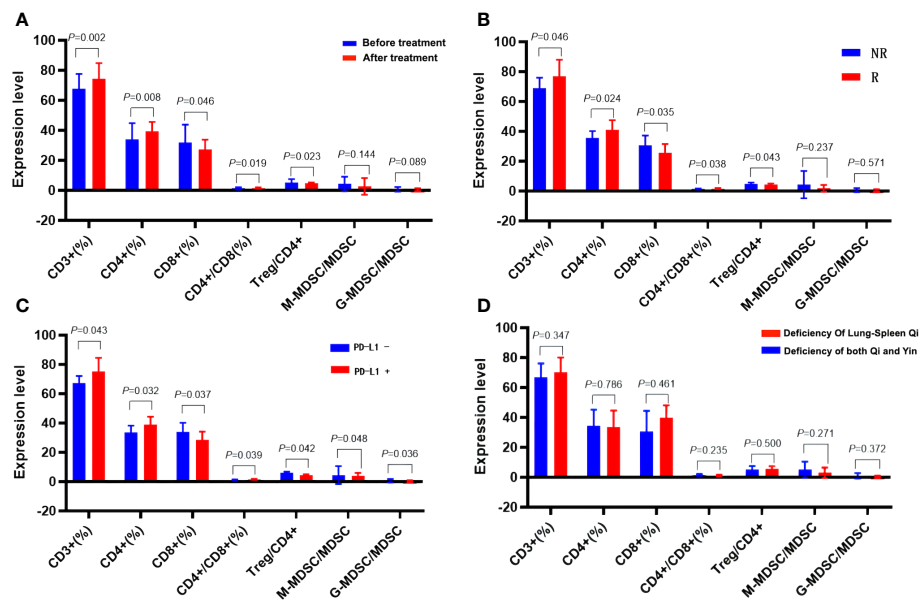 A
Before treatment
After treatment
Expression level
100
80
60
40
20
0
-20
P=0.002
P=0.008
P=0.046
P=0.019
P=0.023
P=0.144
P=0.089
CD3+(%)
CD4+(%)
CD8+(%)
CD4+/CD8(%)
Treg/CD4+
M-MDSC/MDSC
G-MDSC/MDSC
B
NR
R
Expression level
100
80
60
40
20
0
-20
P=0.046
P=0.024
P=0.035
P=0.038
P=0.043
P=0.237
P=0.571
CD3+(%)
CD4+(%)
CD8+(%)
CD4+/CD8+(%)
Treg/CD4+
M-MDSC/MDSC
G-MDSC/MDSC
C
PD-L1 −
PD-L1 +
Expression level
100
80
60
40
20
0
-20
P=0.043
P=0.032
P=0.037
P=0.039
P=0.042
P=0.048
P=0.036
CD3+(%)
CD4+(%)
CD8+(%)
CD4+/CD8+(%)
Treg/CD4+
M-MDSC/MDSC
G-MDSC/MDSC
D
Deficiency Of Lung-Spleen Qi
Deficiency of both Qi and Yin
Expression level
100
80
60
40
20
0
-20
P=0.347
P=0.786
P=0.461
P=0.235
P=0.500
P=0.271
P=0.372
CD3+(%)
CD4+(%)
CD8+(%)
CD4+/CD8+(%)
Treg/CD4+
M-MDSC/MDSC
G-MDSC/MDSC